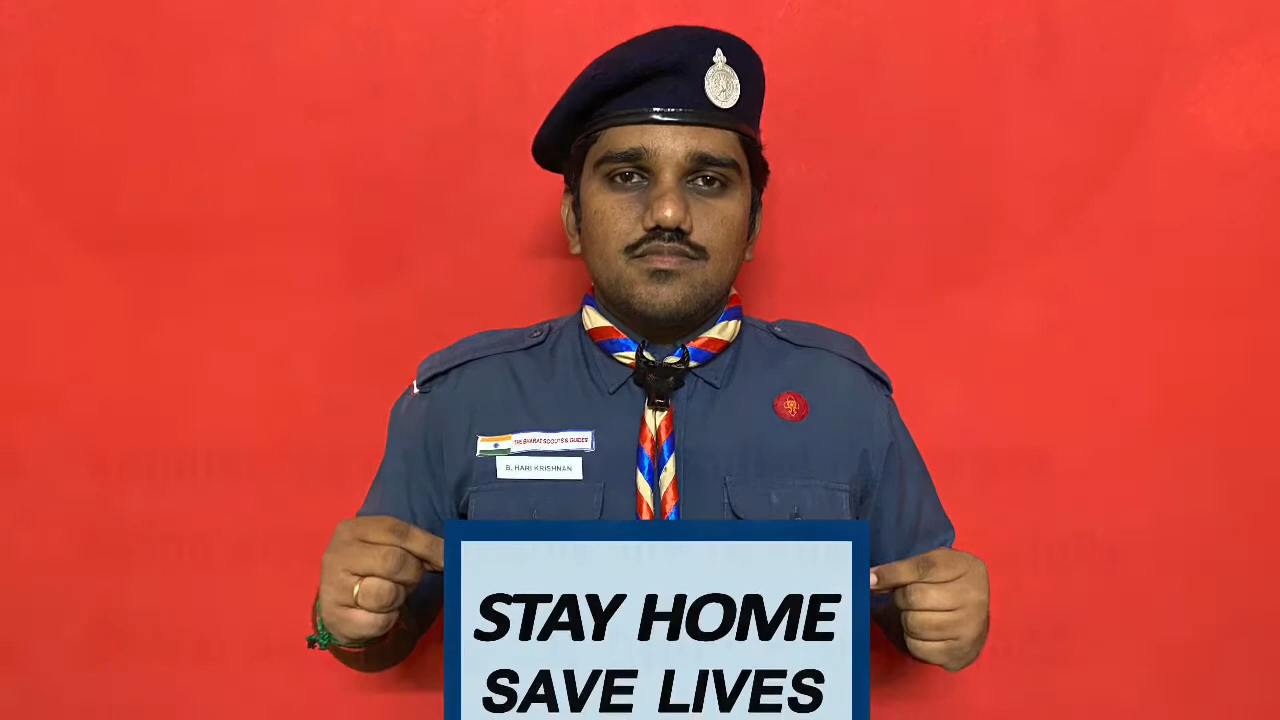 THE BHARAT SCOUTS & GUIDES
B. HARI KRISHNAN
STAY HOME
SAVE LIVES